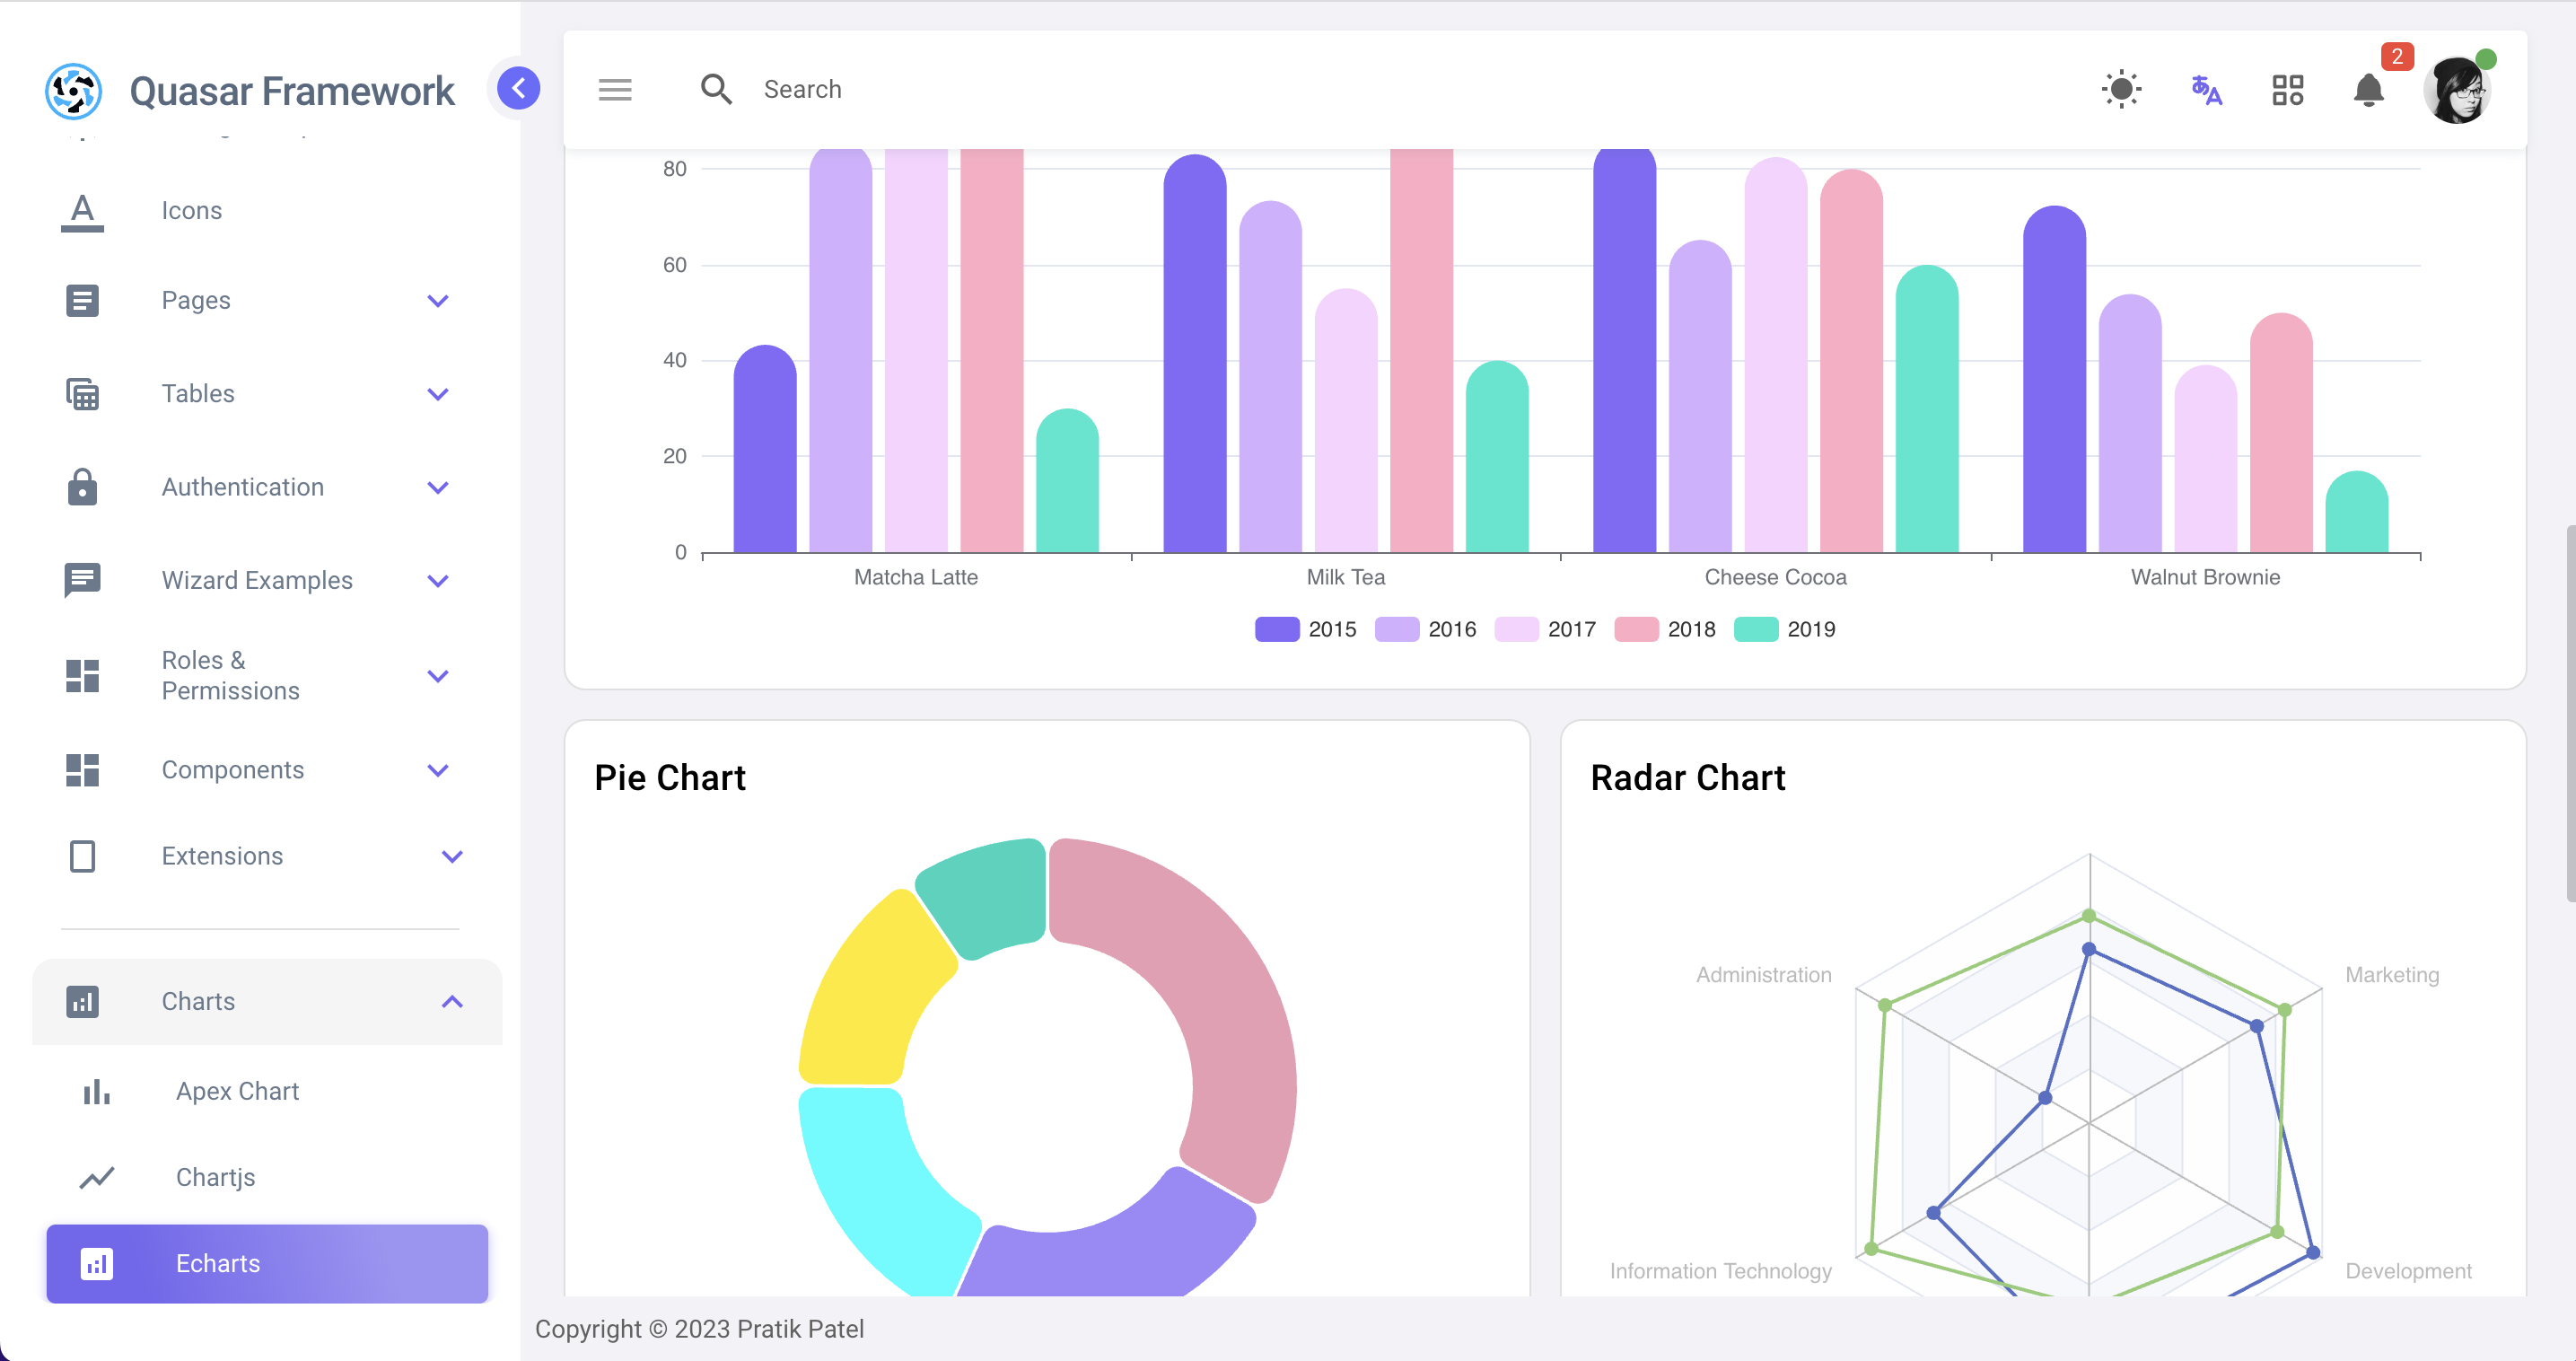 Quasar Framework
Icons
Pages
Tables
Authentication
Wizard Examples
Roles &
Permissions
Components
Extensions
Charts
Apex Chart
Chartjs
Echarts
Search
2
80
60
40
20
0
Matcha Latte Milk Tea Cheese Cocoa Walnut Brownie
2015 2016 2017 2018 2019
Pie Chart
Radar Chart
Administration Marketing
Information Technology Development
Copyright © 2023 Pratik Patel